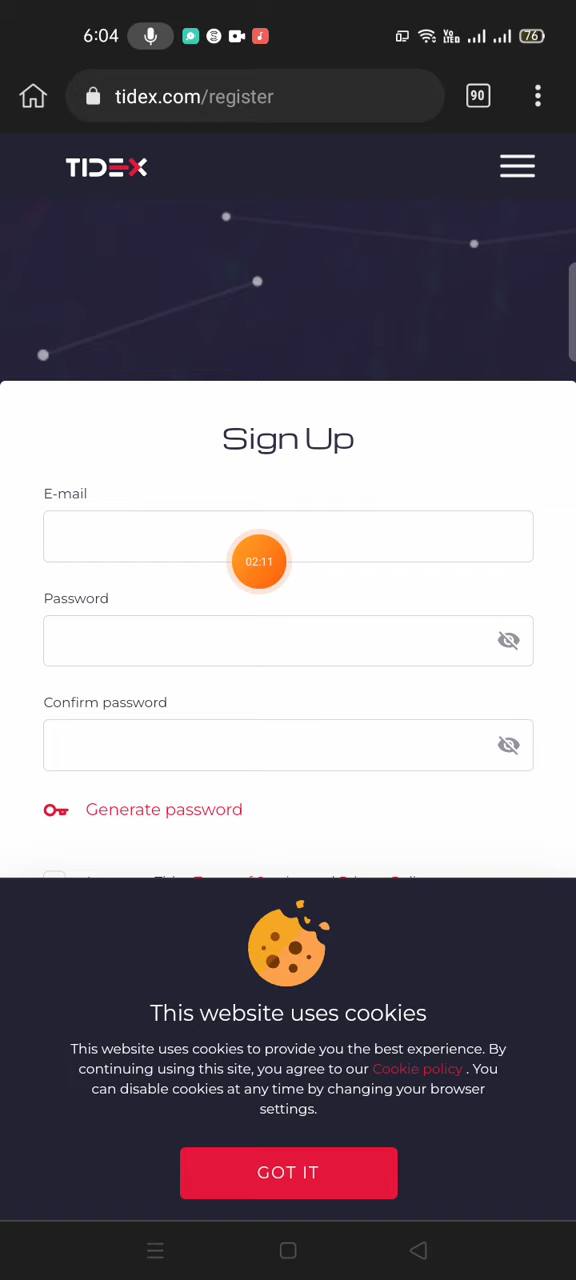 6:04
Vo
LTE
76
tidex.com/register
90
TIDEX
Sign Up
E-mail
02:11
Password
Confirm password
Generate password
This website uses cookies
This website uses cookies to provide you the best experience. By
continuing using this site, you agree to our Cookie policy . You
can disable cookies at any time by changing your browser
settings.
GOT IT